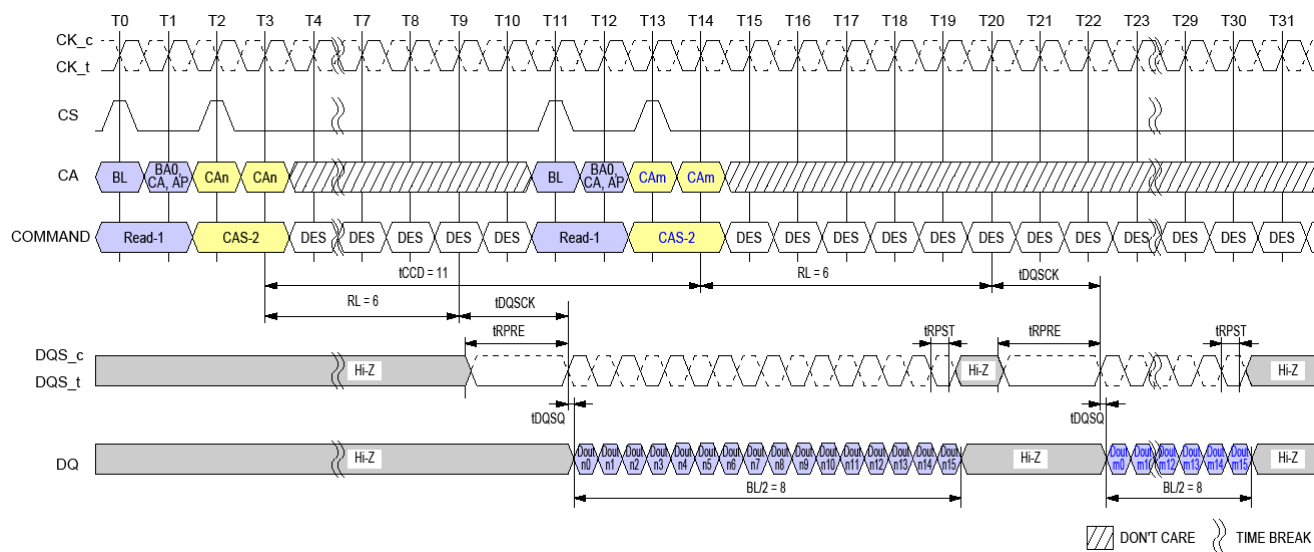 T0 T1 T2 T3 T4 T7 T8 T9 T10 T11 T12 T13 T14 T15 T16 T17 T18 T19 T20 T21 T22 T23 T29 T30 T31
CK_c
CK_t
CS
CA BL BA0, CA, AP CAn CAn BL BA0, CA, AP CAm CAm
COMMAND Read-1 CAS-2 DES DES DES DES DES Read-1 CAS-2 DES DES DES DES DES DES DES DES DES DES DES DES
tCCD = 11 RL = 6 tDQSCK
RL = 6 tDQSCK
tRPRE tRPST tRPRE tRPST
DQS_c
DQS_t
Hi-Z Hi-Z Hi-Z
tDQSQ tDQSQ
DQ Hi-Z Dout n0 Dout n1 Dout n2 Dout n3 Dout n4 Dout n5 Dout n6 Dout n7 Dout n8 Dout n9 Dout n10 Dout n11 Dout n12 Dout n13 Dout n14 Dout n15 Hi-Z Dout m0 Dout m1 Dout m12 Dout m13 Dout m14 Dout m15 Hi-Z
BL/2 = 8 BL/2 = 8
DON'T CARE TIME BREAK